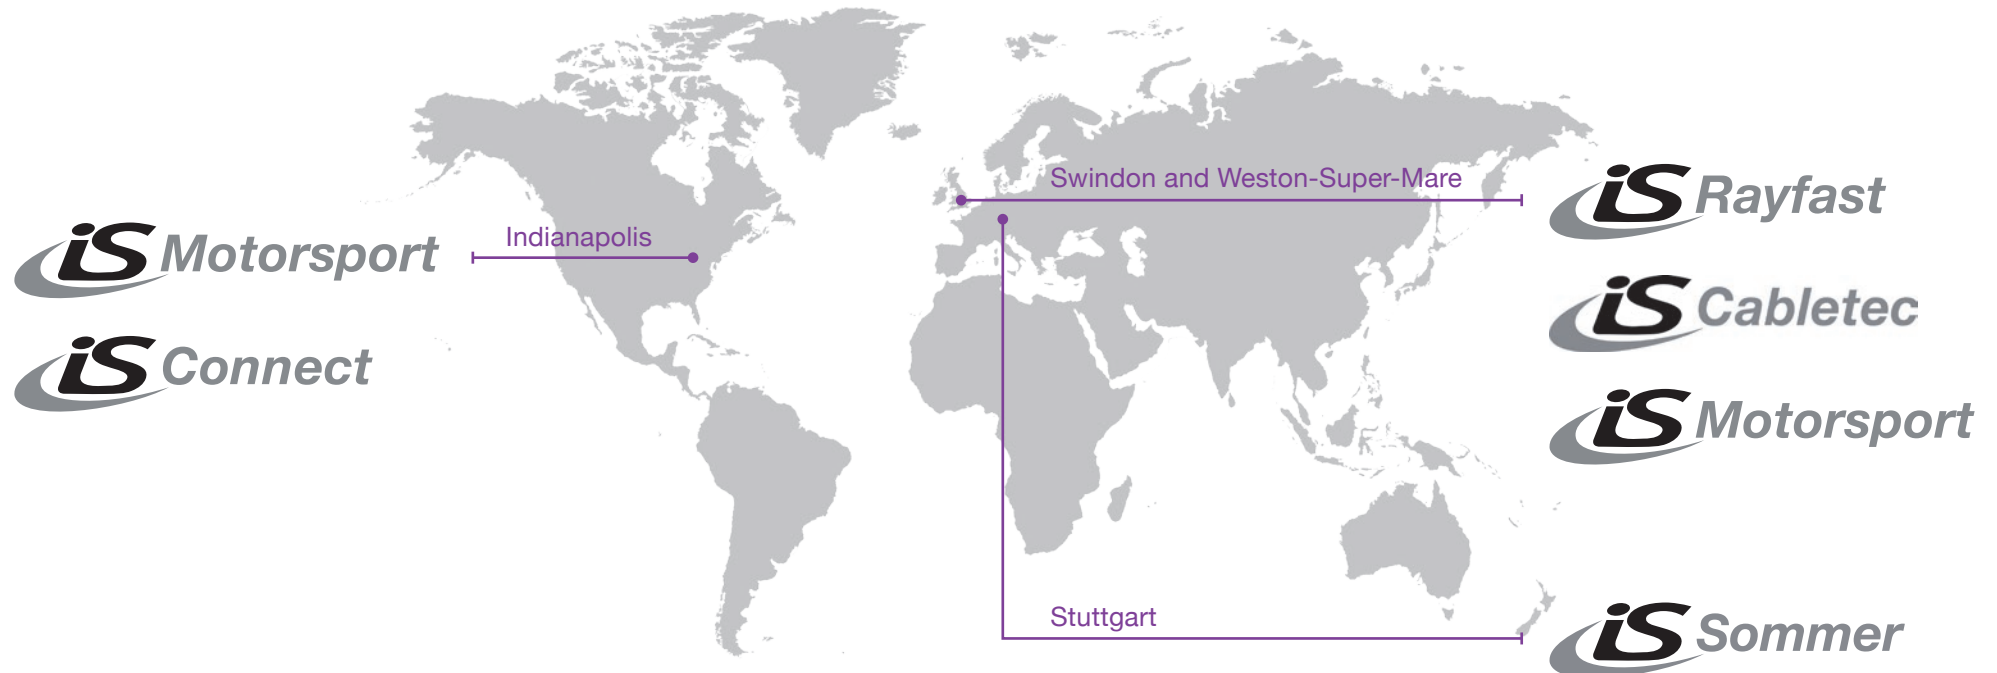 iS Motorsport
Indianapolis
iS Connect
Swindon and Weston-Super-Mare
iS Rayfast
iS Cabletec
iS Motorsport
Stuttgart
iS Sommer